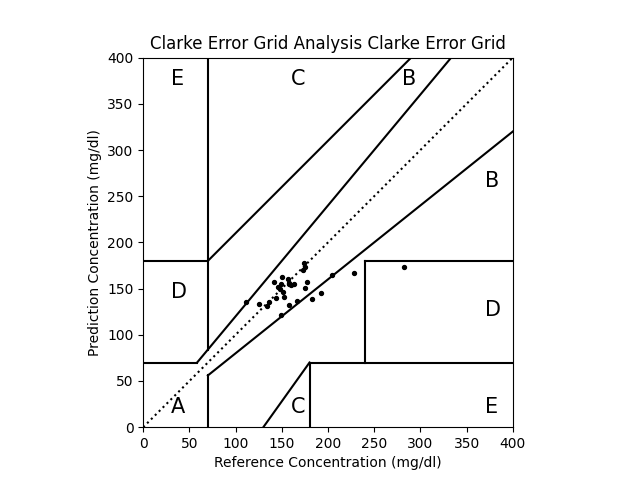 Clarke Error Grid Analysis Clarke Error Grid
Prediction Concentration (mg/dl)
400
350
300
250
200
150
100
50
0
E
C
B
B
D
D
A
C
E
0 50 100 150 200 250 300 350 400
Reference Concentration (mg/dl)